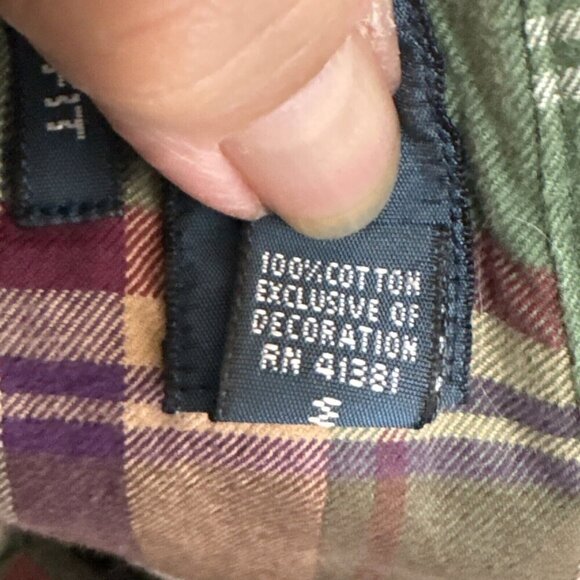 100% COTTON
EXCLUSIVE OF
DECORATION
RN 41381
M